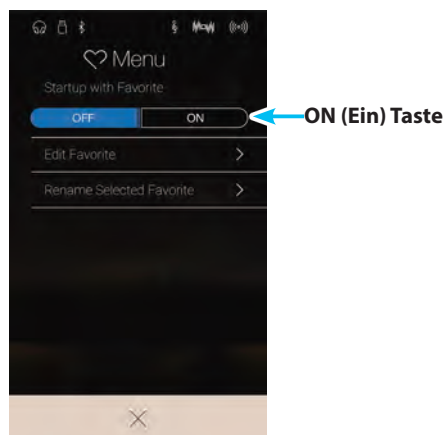 Menu
Startup with Favorite
OFF
ON
ON (Ein) Taste
Edit Favorite
Rename Selected Favorite